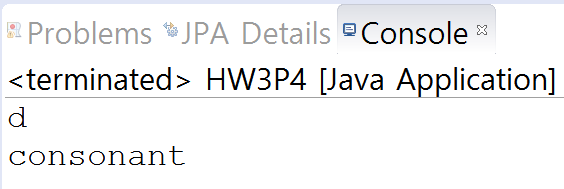 Problems JPA Details Console
<terminated> HW3P4 [Java Application]
d
consonant